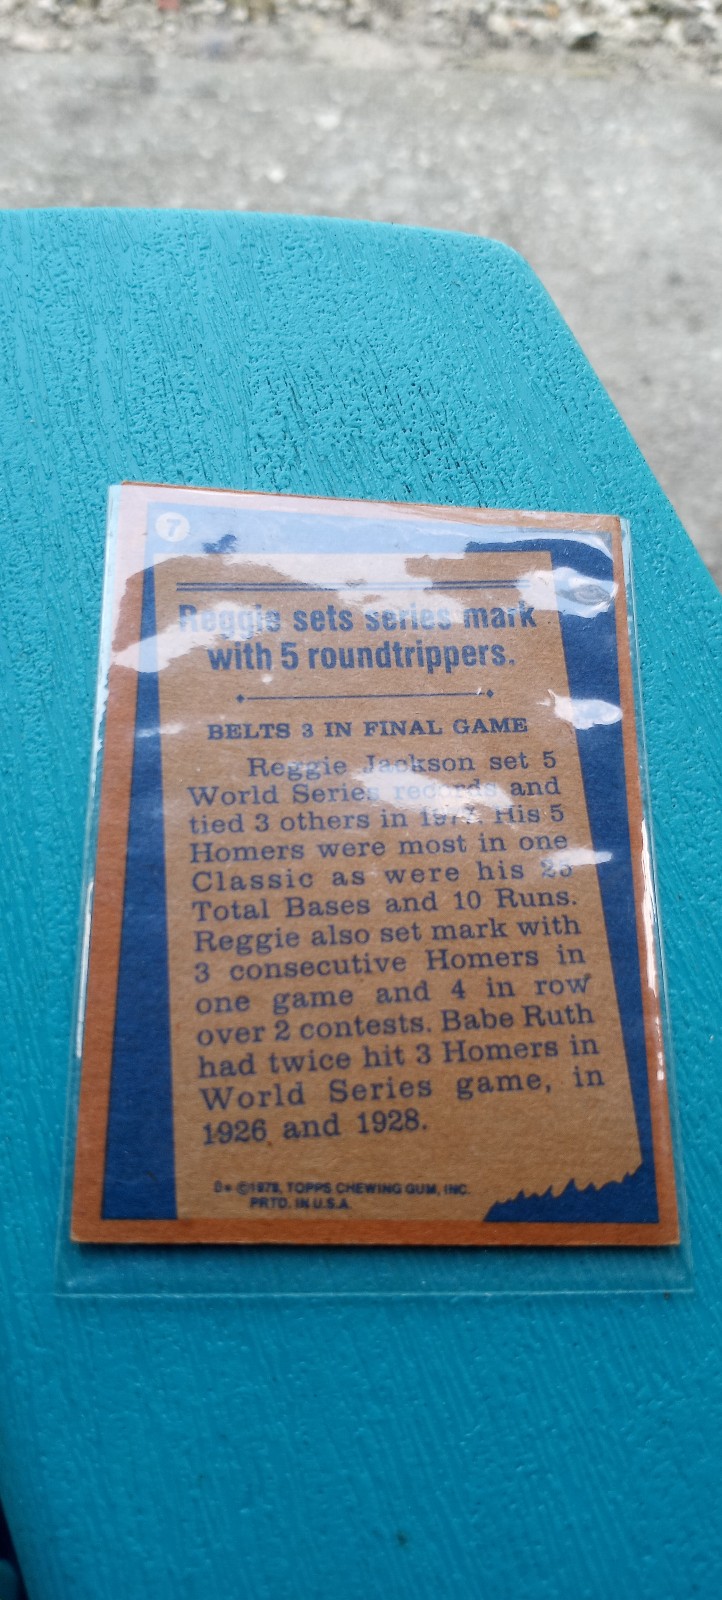 7
Reggie sets series mark
with 5 roundtrippers.
BELTS 3 IN FINAL GAME
Reggie Jackson set 5
World Series records and
tied 3 others in 1977. His 5
Homers were most in one
Classic as were his 25
Total Bases and 10 Runs.
Reggie also set mark with
3 consecutive Homers in
one game and 4 in row
over 2 contests. Babe Ruth
had twice hit 3 Homers in
World Series game, in
1926 and 1928.
D* ©1978, TOPPS CHEWING GUM, INC.
PRTD. IN U.S.A.